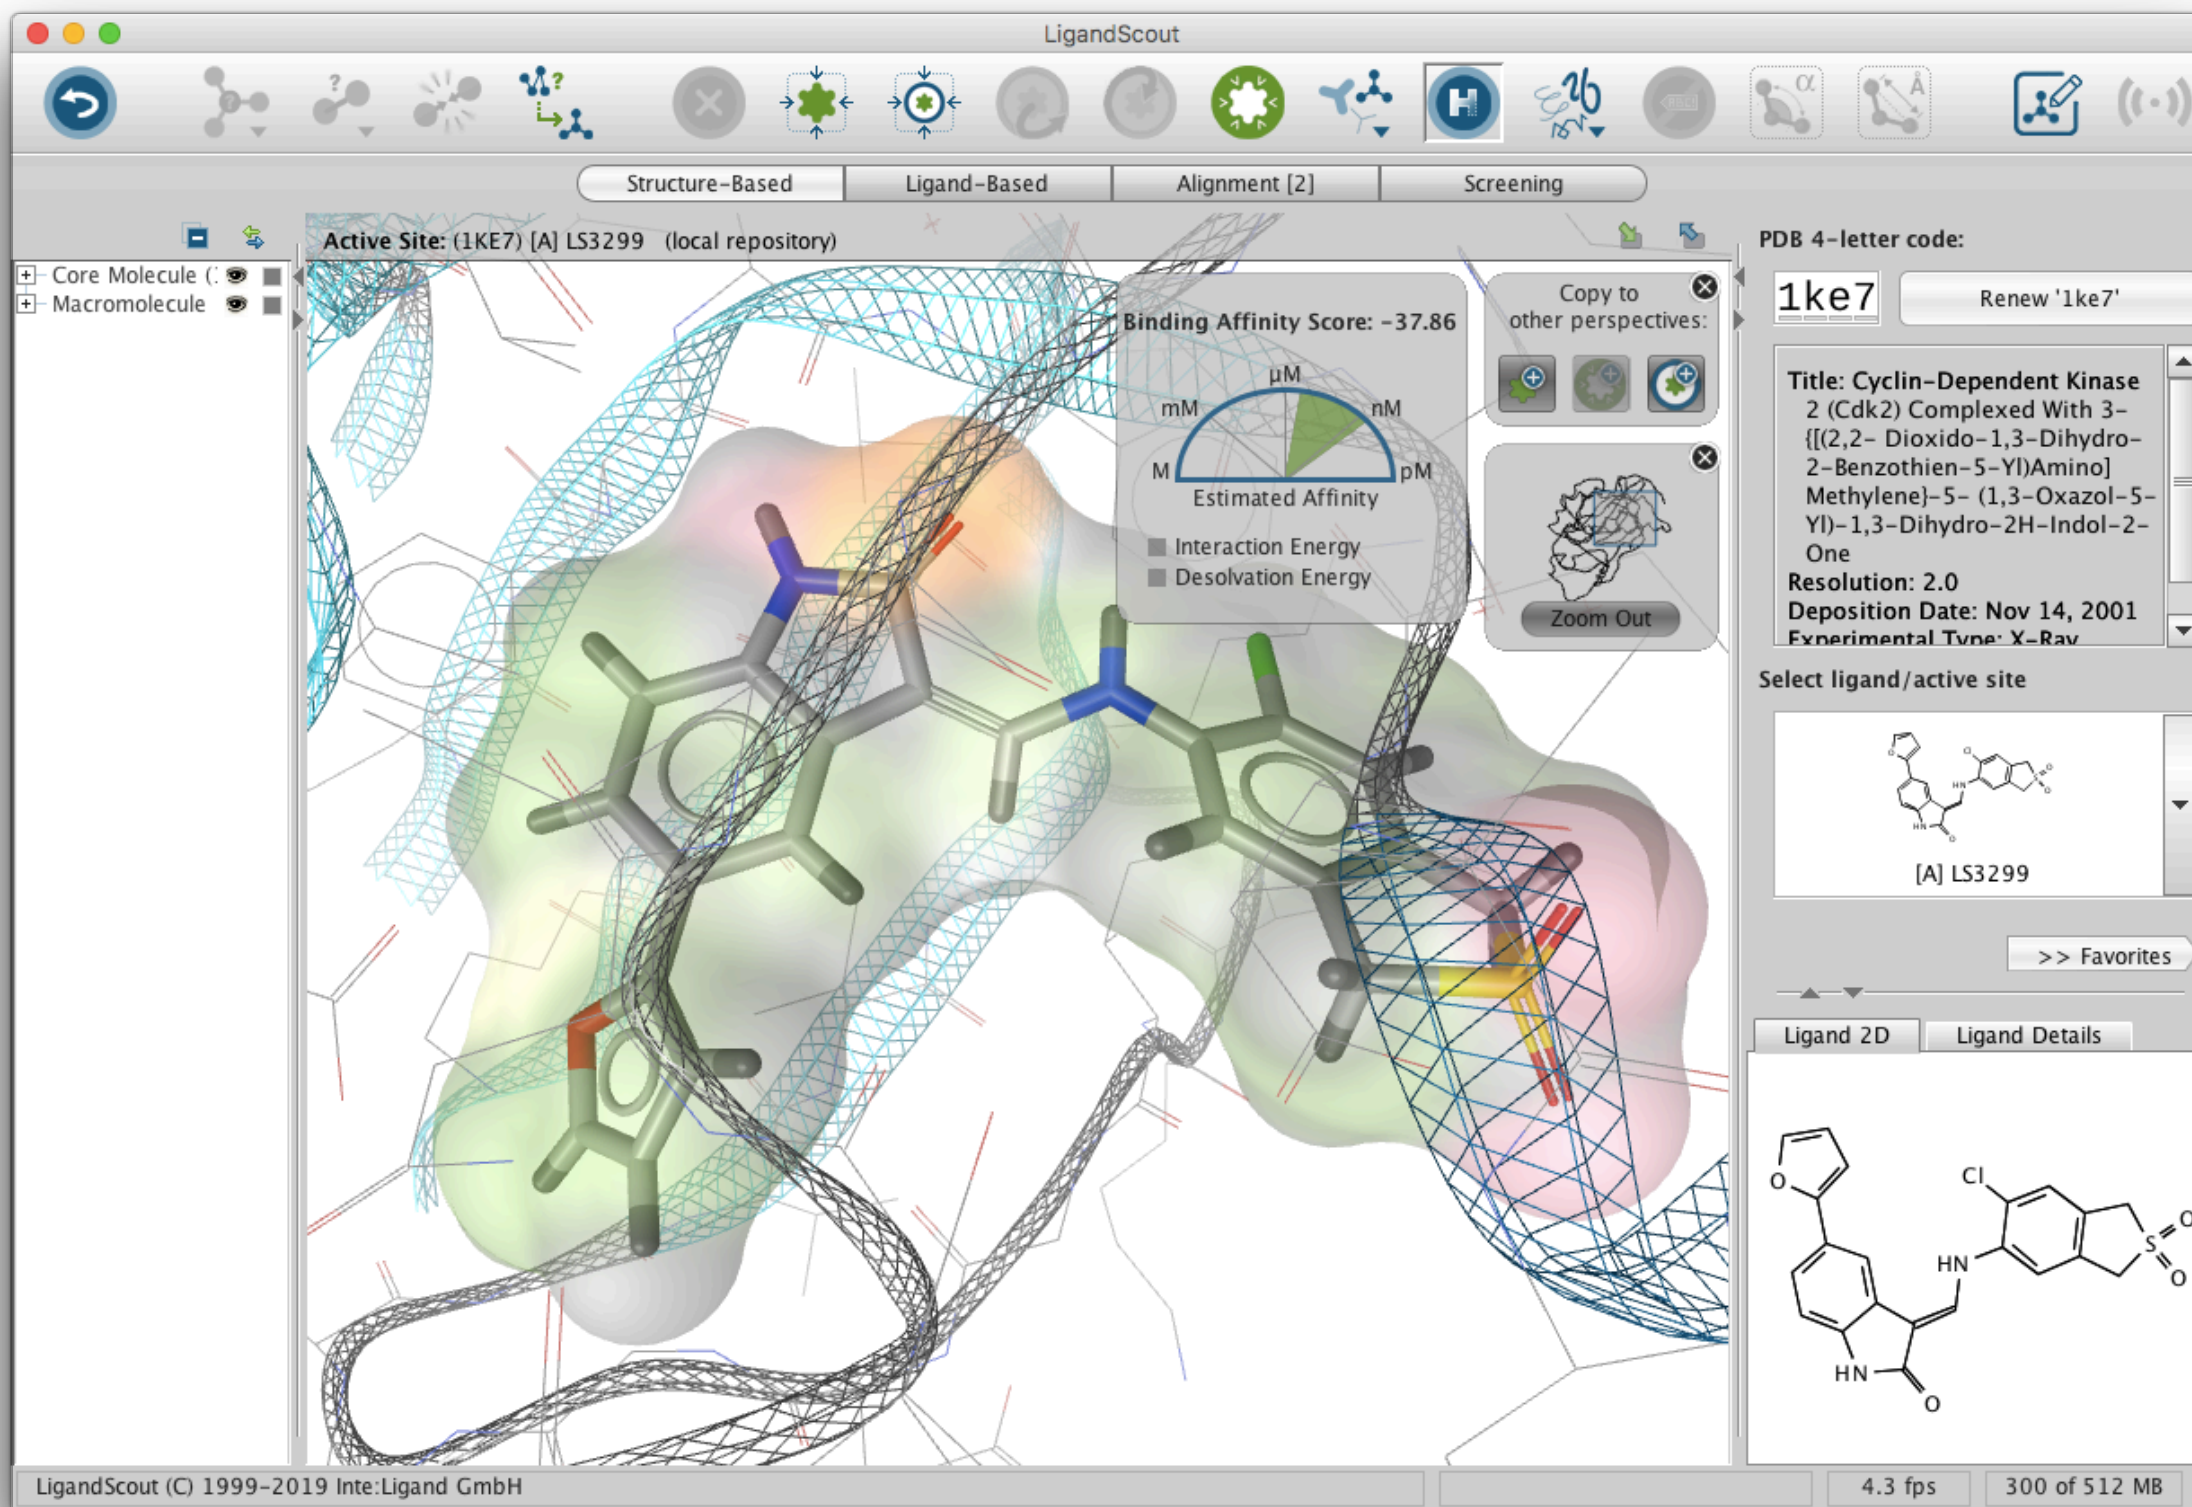 LigandScout
Structure-Based
Ligand-Based
Alignment [2]
Screening
Active Site: (1KE7) [A] LS3299 (local repository)
Core Molecule (
Macromolecule
Binding Affinity Score: -37.86
µM
mM
nM
M
pM
Estimated Affinity
Interaction Energy
Desolvation Energy
Copy to
other perspectives:
Zoom Out
PDB 4-letter code:
1ke7
Renew '1ke7'
Title: Cyclin-Dependent Kinase
2 (Cdk2) Complexed With 3-
{[(2,2- Dioxido-1,3-Dihydro-
2-Benzothien-5-Yl)Amino]
Methylene}-5- (1,3-Oxazol-5-
Yl)-1,3-Dihydro-2H-Indol-2-
One
Resolution: 2.0
Deposition Date: Nov 14, 2001
Experimental Type: X-Ray
Select ligand/active site
O
Cl
HN
S
O
O
HN
O
[A] LS3299
>> Favorites
Ligand 2D
Ligand Details
O
Cl
O
S
O
HN
HN
O
LigandScout (C) 1999-2019 Inte:Ligand GmbH
4.3 fps
300 of 512 MB
H
?
?
α
Å